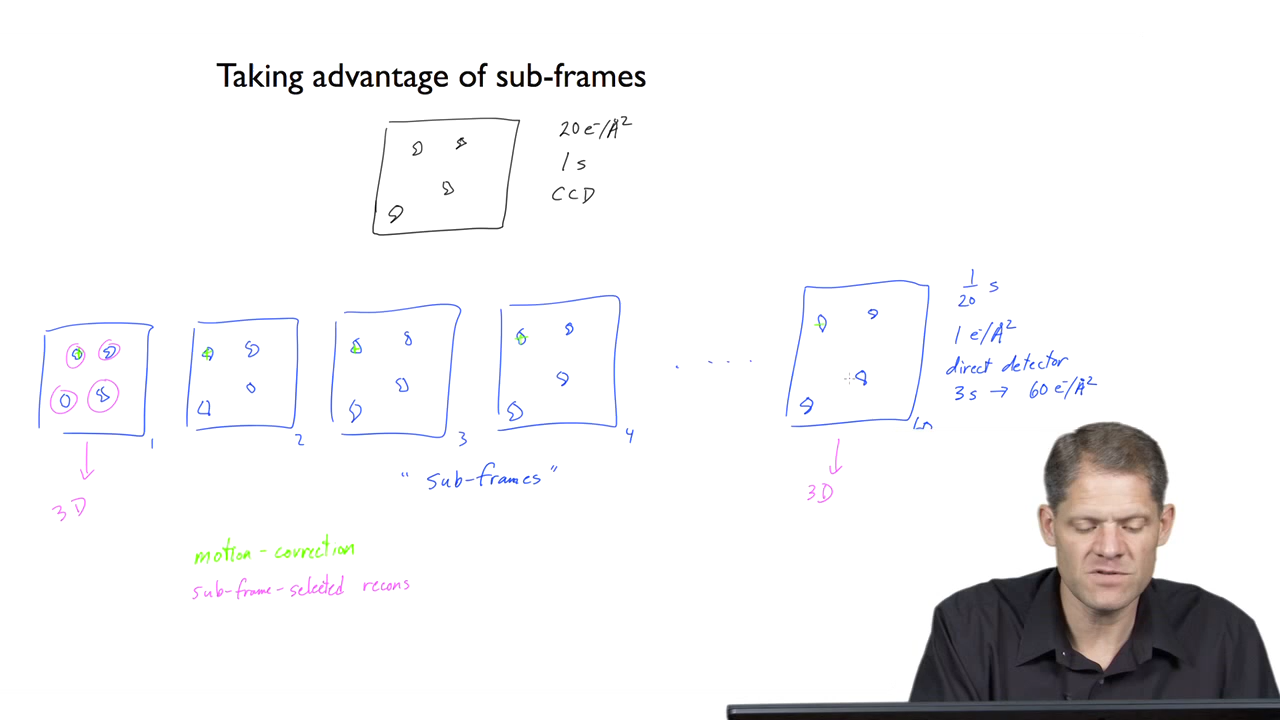 Taking advantage of sub-frames
20 e⁻/Å²
1 s
CCD
1/20 s
1 e⁻/Å²
direct detector
3 s → 60 e⁻/Å²
1
2
3
4
"sub-frames"
3D
3D
motion-correction
sub-frame-selected recons